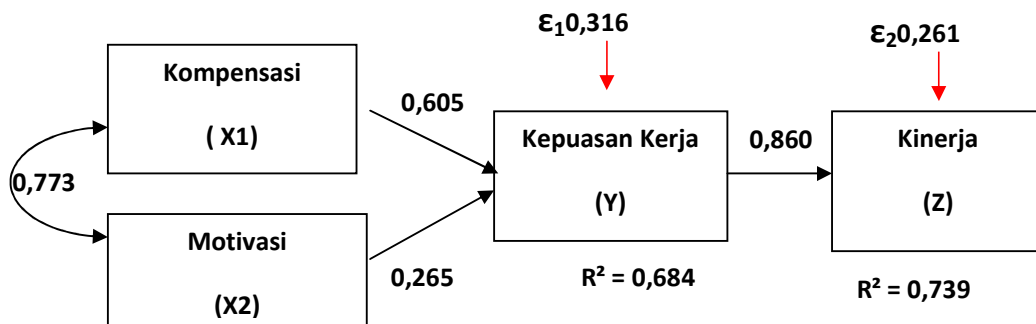 ε₁0,316
ε₂0,261
Kompensasi
( X1)
0,605
Kepuasan Kerja
(Y)
0,860
Kinerja
(Z)
0,773
Motivasi
(X2)
0,265
R² = 0,684
R² = 0,739